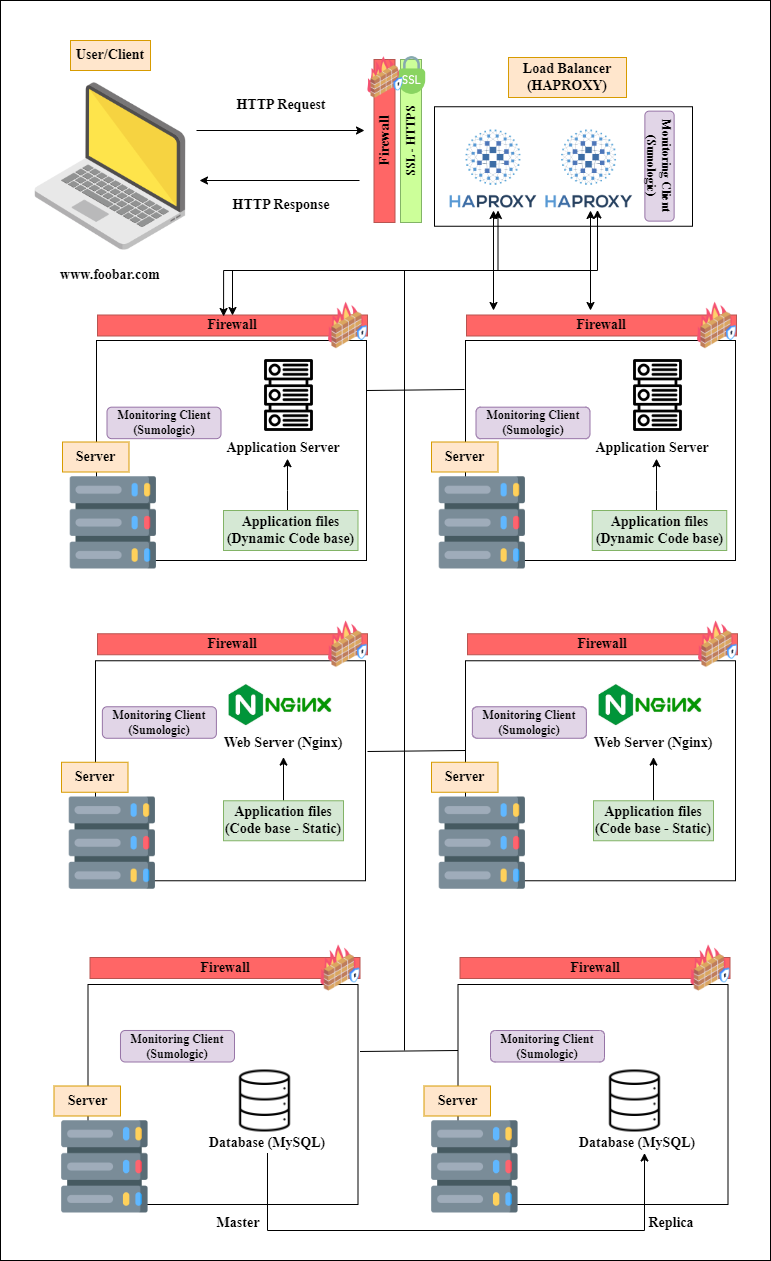 User/Client
HTTP Request
HTTP Response
www.foobar.com
Firewall
SSL
SSL - HTTPS
Load Balancer
(HAPROXY)
HAPROXY
HAPROXY
Monitoring Client
(Sumologic)
Firewall
Monitoring Client
(Sumologic)
Server
Application Server
Application files
(Dynamic Code base)
Firewall
Monitoring Client
(Sumologic)
Server
Application Server
Application files
(Dynamic Code base)
Firewall
Monitoring Client
(Sumologic)
Server
NGINX
Web Server (Nginx)
Application files
(Code base - Static)
Firewall
Monitoring Client
(Sumologic)
Server
NGINX
Web Server (Nginx)
Application files
(Code base - Static)
Firewall
Monitoring Client
(Sumologic)
Server
Database (MySQL)
Master
Firewall
Monitoring Client
(Sumologic)
Server
Database (MySQL)
Replica